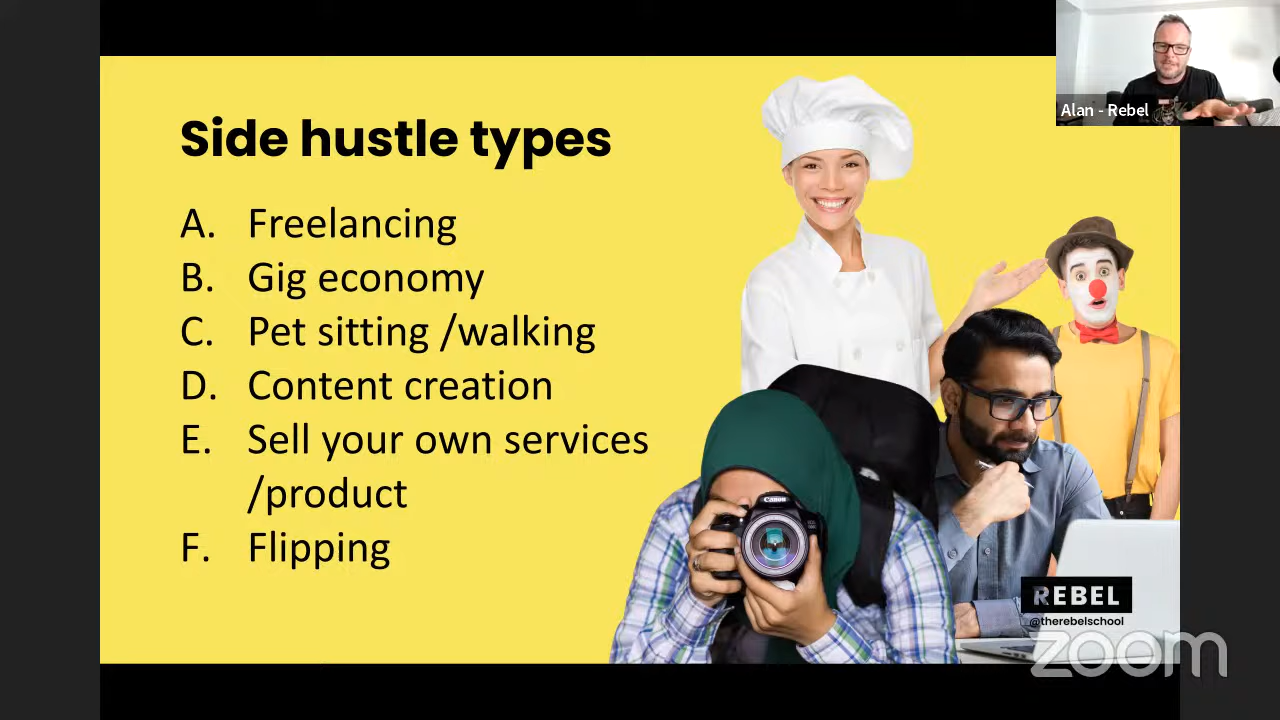 Side hustle types
A. Freelancing
B. Gig economy
C. Pet sitting /walking
D. Content creation
E. Sell your own services
/product
F. Flipping
Alan - Rebel
Canon
REBEL
@therebelschool
zoom